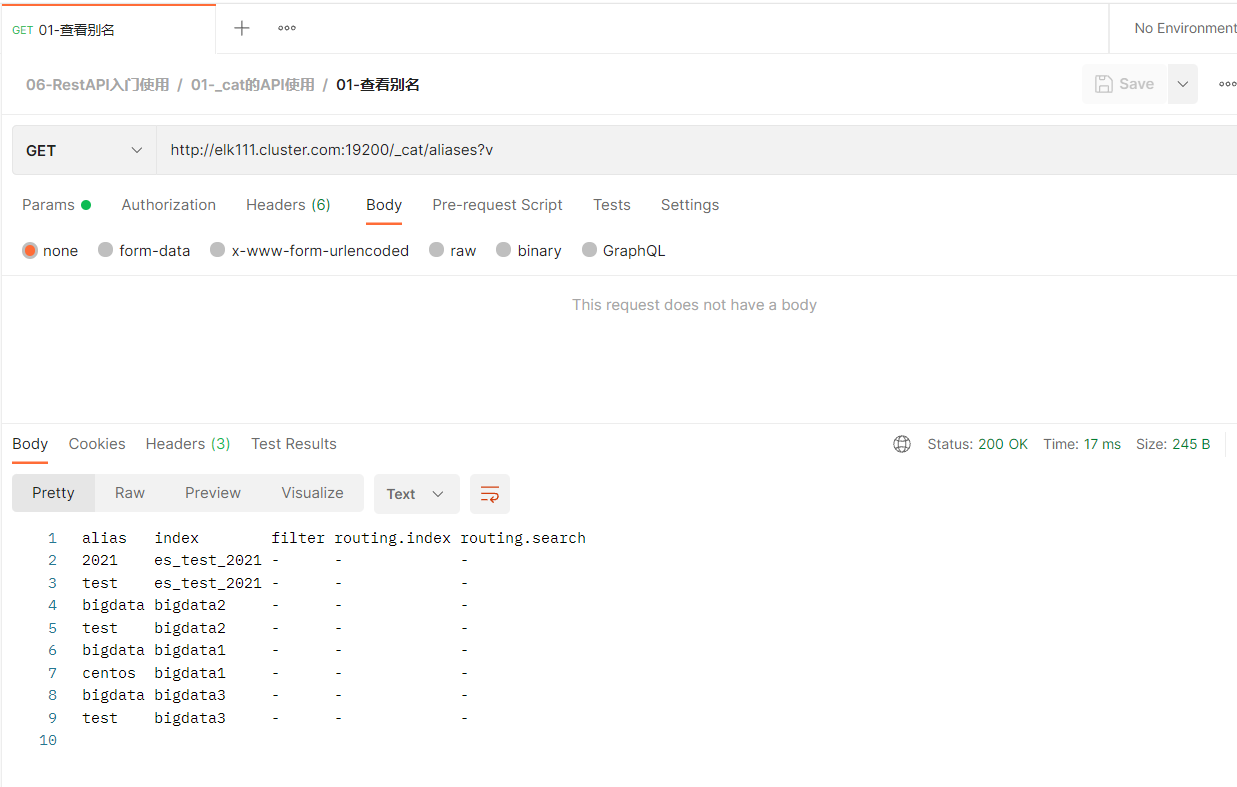 GET 01-查看别名
No Environment
06-RestAPI入门使用 / 01-_cat的API使用 / 01-查看别名
Save
GET http://elk111.cluster.com:19200/_cat/aliases?v
Params Authorization Headers (6) Body Pre-request Script Tests Settings
none form-data x-www-form-urlencoded raw binary GraphQL
This request does not have a body
Body Cookies Headers (3) Test Results Status: 200 OK Time: 17 ms Size: 245 B
Pretty Raw Preview Visualize Text
1 alias index filter routing.index routing.search
2 2021 es_test_2021 - - -
3 test es_test_2021 - - -
4 bigdata bigdata2 - - -
5 test bigdata2 - - -
6 bigdata bigdata1 - - -
7 centos bigdata1 - - -
8 bigdata bigdata3 - - -
9 test bigdata3 - - -
10